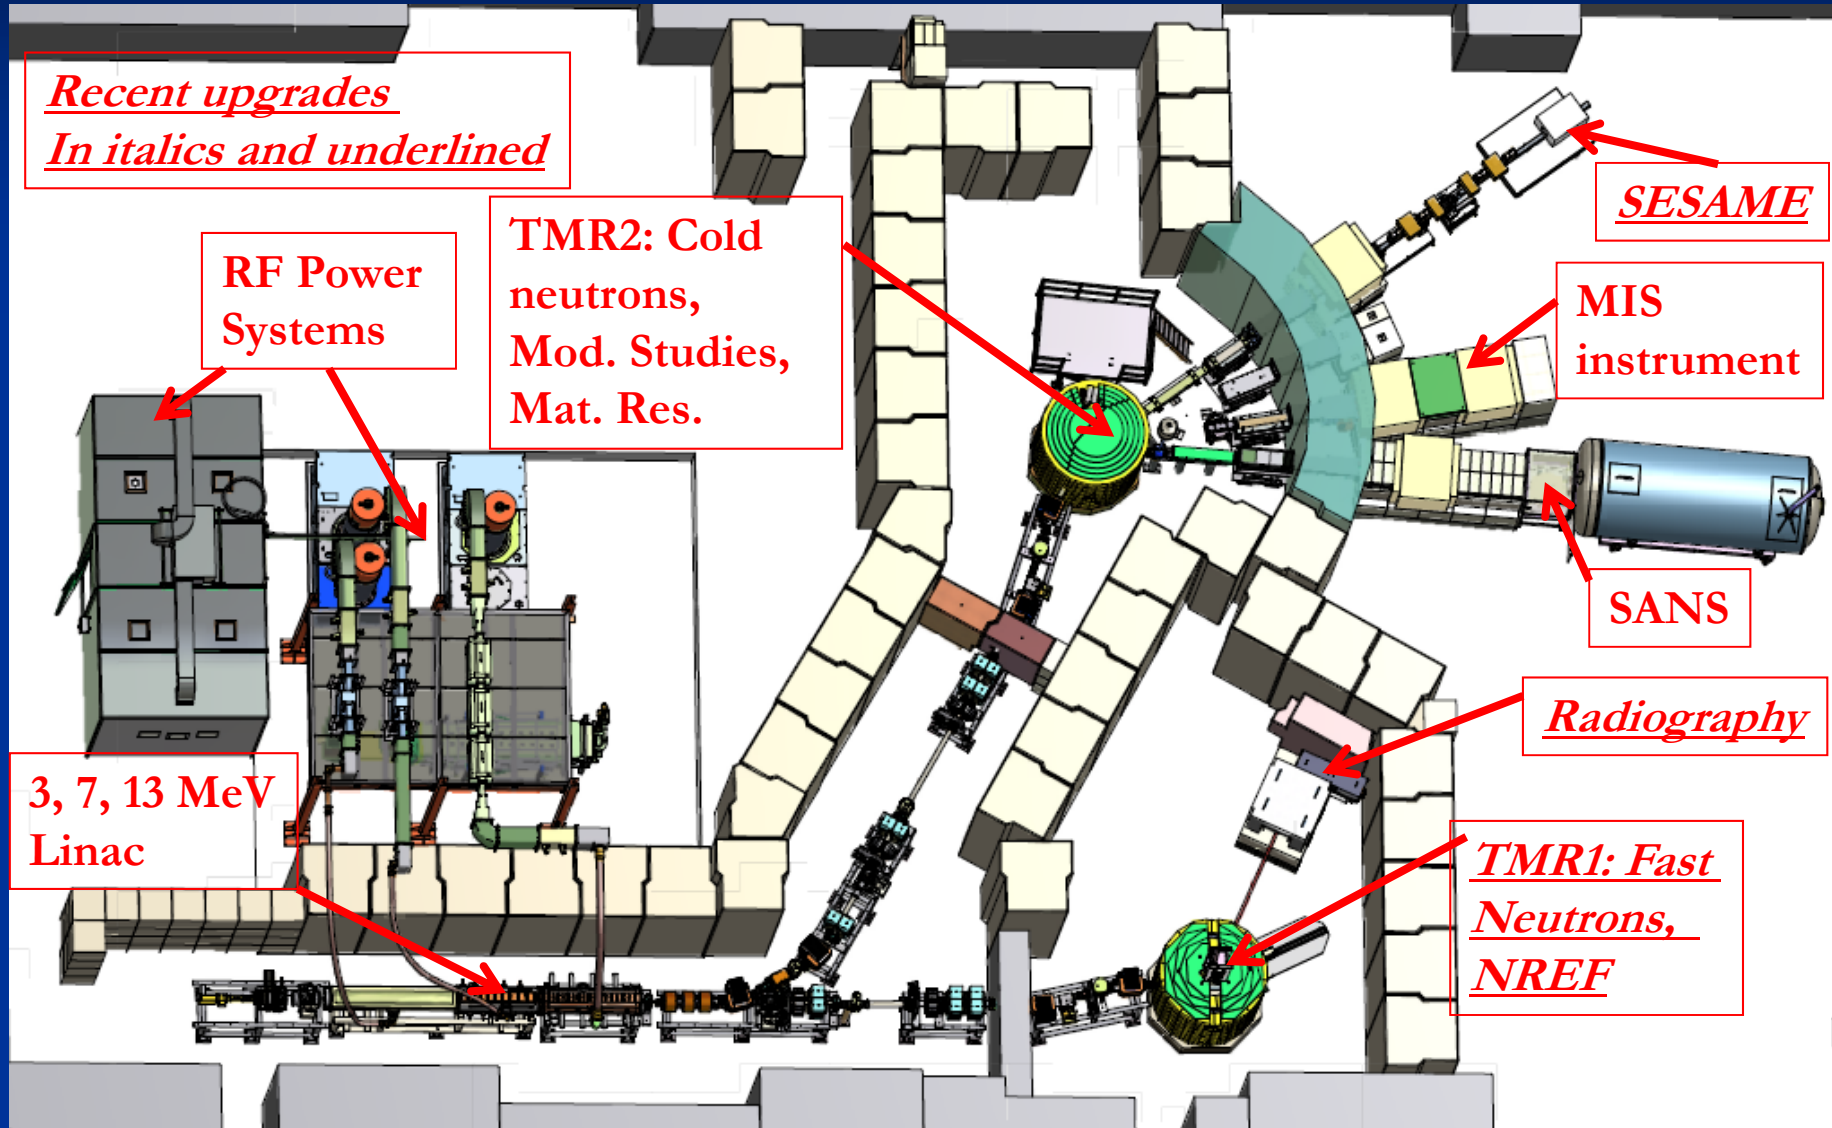 Recent upgrades
In italics and underlined
RF Power
Systems
TMR2: Cold
neutrons,
Mod. Studies,
Mat. Res.
SESAME
MIS
instrument
SANS
Radiography
3, 7, 13 MeV
Linac
TMR1: Fast
Neutrons,
NREF